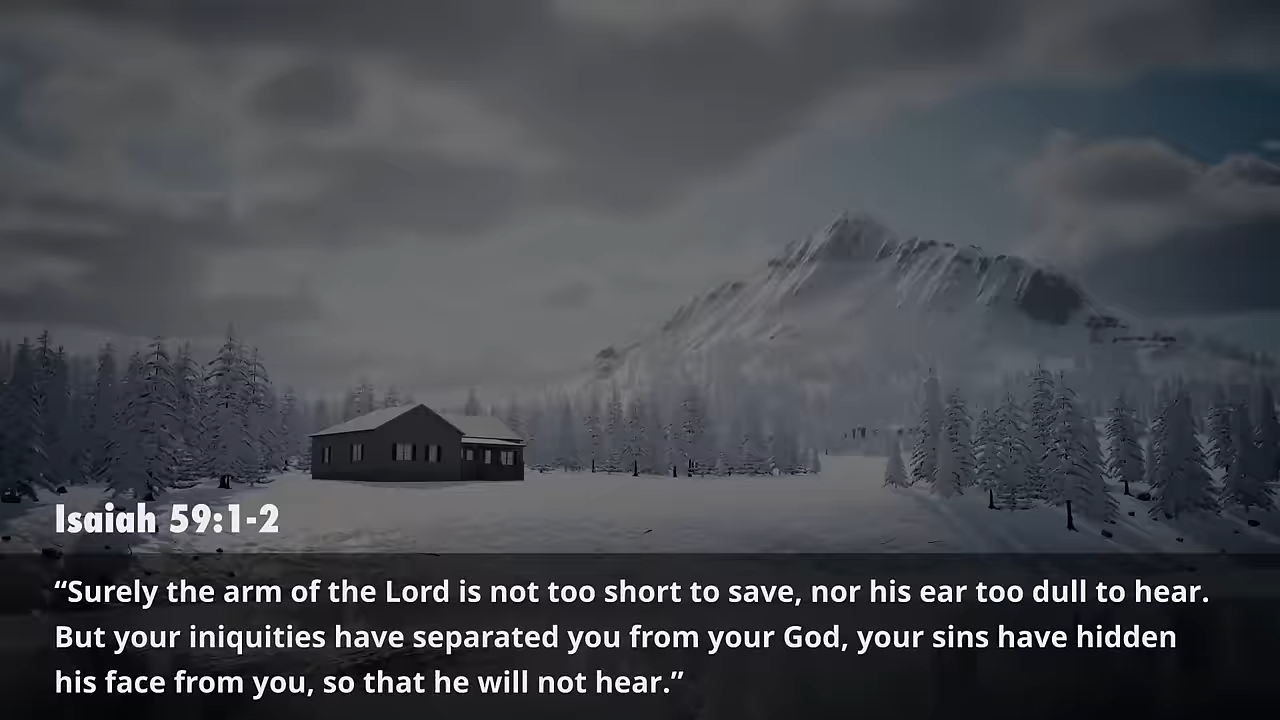 Isaiah 59:1-2
“Surely the arm of the Lord is not too short to save, nor his ear too dull to hear.
But your iniquities have separated you from your God, your sins have hidden
his face from you, so that he will not hear.”